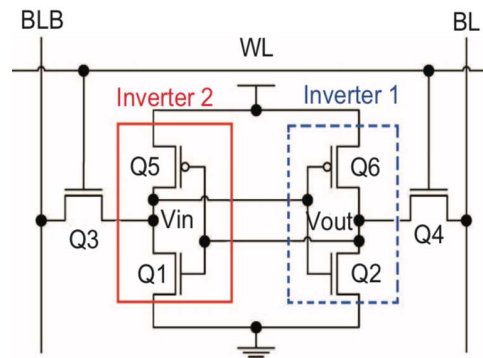 BLB
BL
WL
Inverter 2
Inverter 1
Q5
Q6
Vin
Vout
Q3
Q4
Q1
Q2